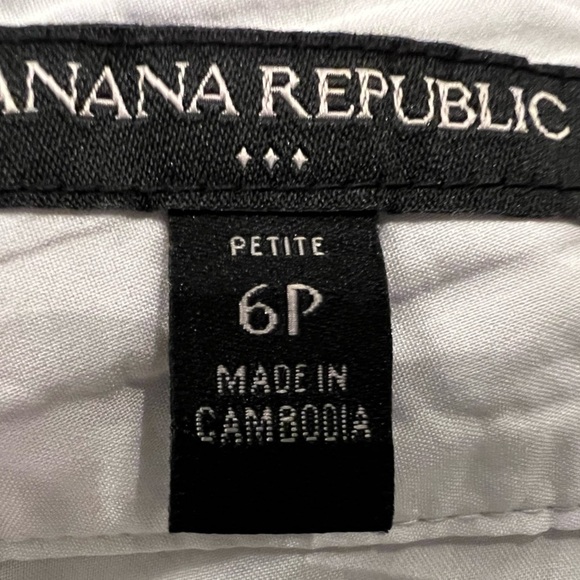 ANANA REPUBLIC
PETITE
6P
MADE IN
CAMBODIA